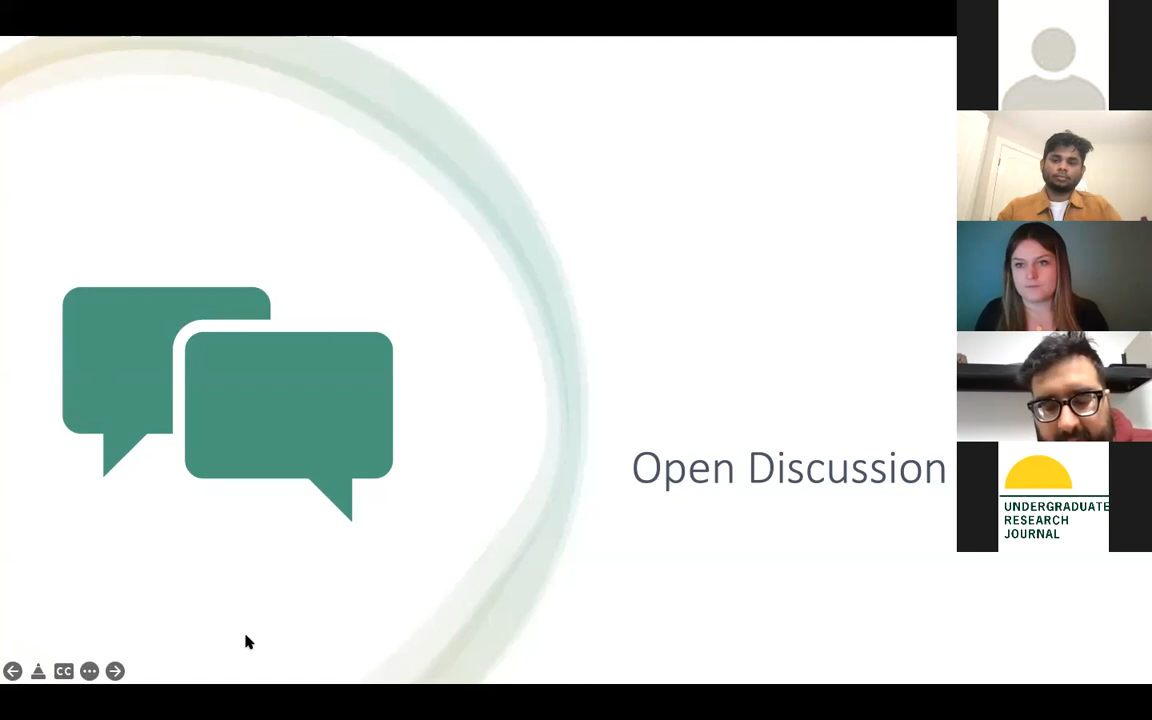 Open Discussion
UNDERGRADUATE
RESEARCH
JOURNAL
CC